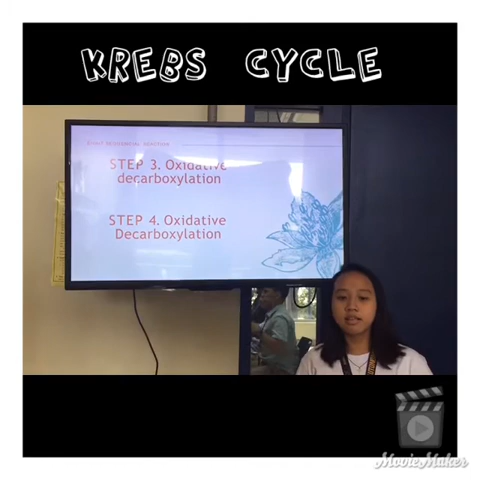 KREBS CYCLE
STEP 3. Oxidative
decarboxylation
STEP 4. Oxidative
Decarboxylation
MovieMaker